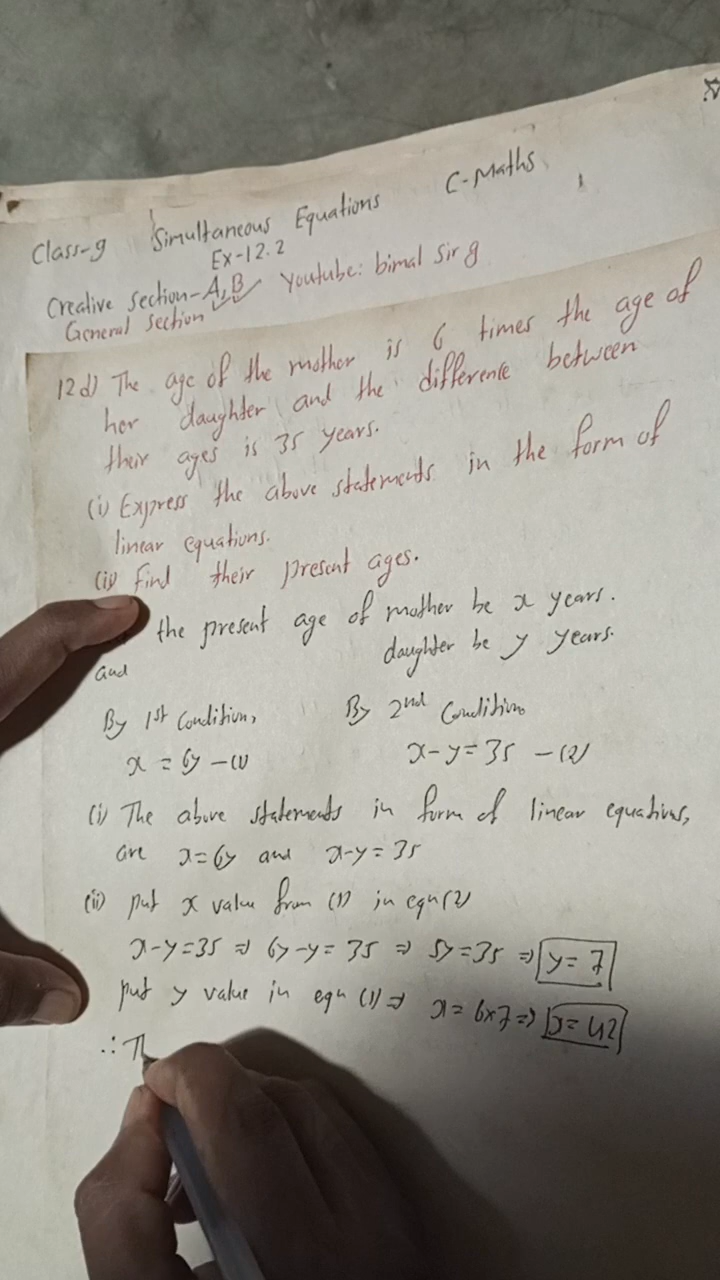 C-Maths
Class-9 Simultaneous Equations
Ex-12.2
Creative section-A,B Youtube: bimal Sir g
General Section
12d) The age of the mother is 6 times the age of
her daughter and the difference between
their ages is 35 years.
(i) Express the above statements in the form of
linear equations.
(ii) Find their present ages.
the present age of mother be x years.
and daughter be y years.
By 1st Condition, By 2nd Condition,
x = 6y -(1) x-y=35 -(2)
(i) The above statements in form of linear equations,
are x=6y and x-y=35
(ii) put x value from (1) in eqn(2)
x-y=35 ⇒ 6y-y=35 ⇒ 5y=35 ⇒ y=7
put y value in eqn (1) ⇒ x=6x7 ⇒ x=42
∴ T